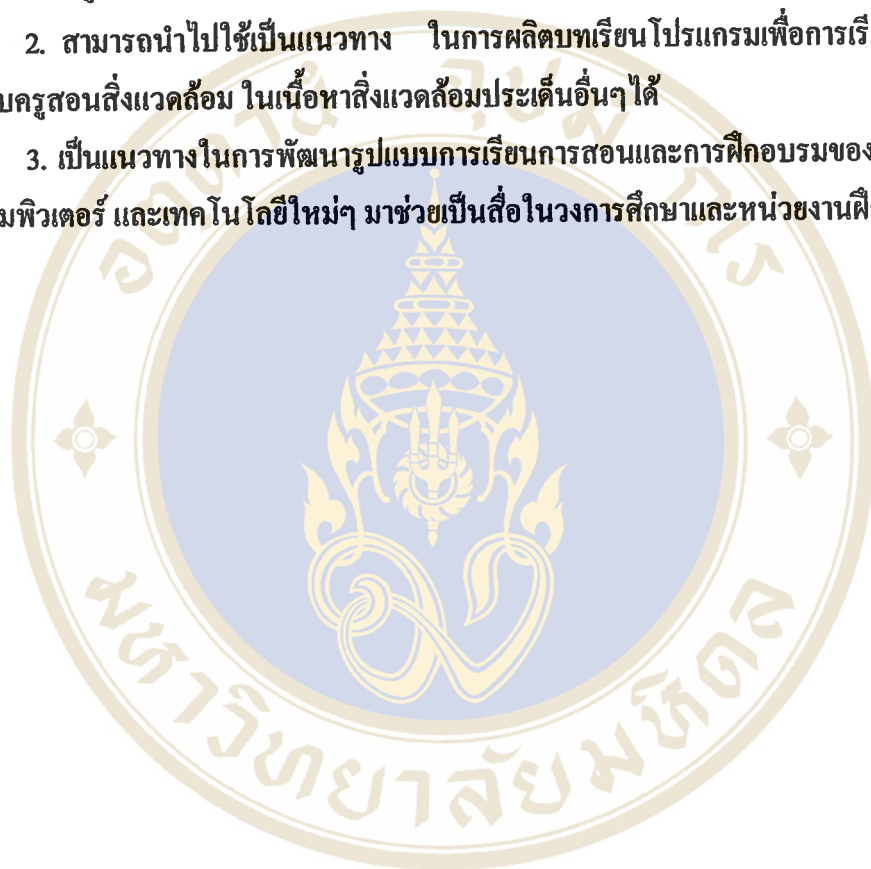 2. สามารถนำไปใช้เป็นแนวทาง ในการผลิตบทเรียนโปรแกรมเพื่อการเรี
บครูสอนสิ่งแวดล้อม ในเนื้อหาสิ่งแวดล้อมประเด็นอื่นๆได้
3. เป็นแนวทางในการพัฒนารูปแบบการเรียนการสอนและการฝึกอบรมของ
มพิวเตอร์ และเทคโนโลยีใหม่ๆ มาช่วยเป็นสื่อในวงการศึกษาและหน่วยงานฝึ
อตฺตานํ อุปมํ กเร
มหาวิทยาลัยมหิดล